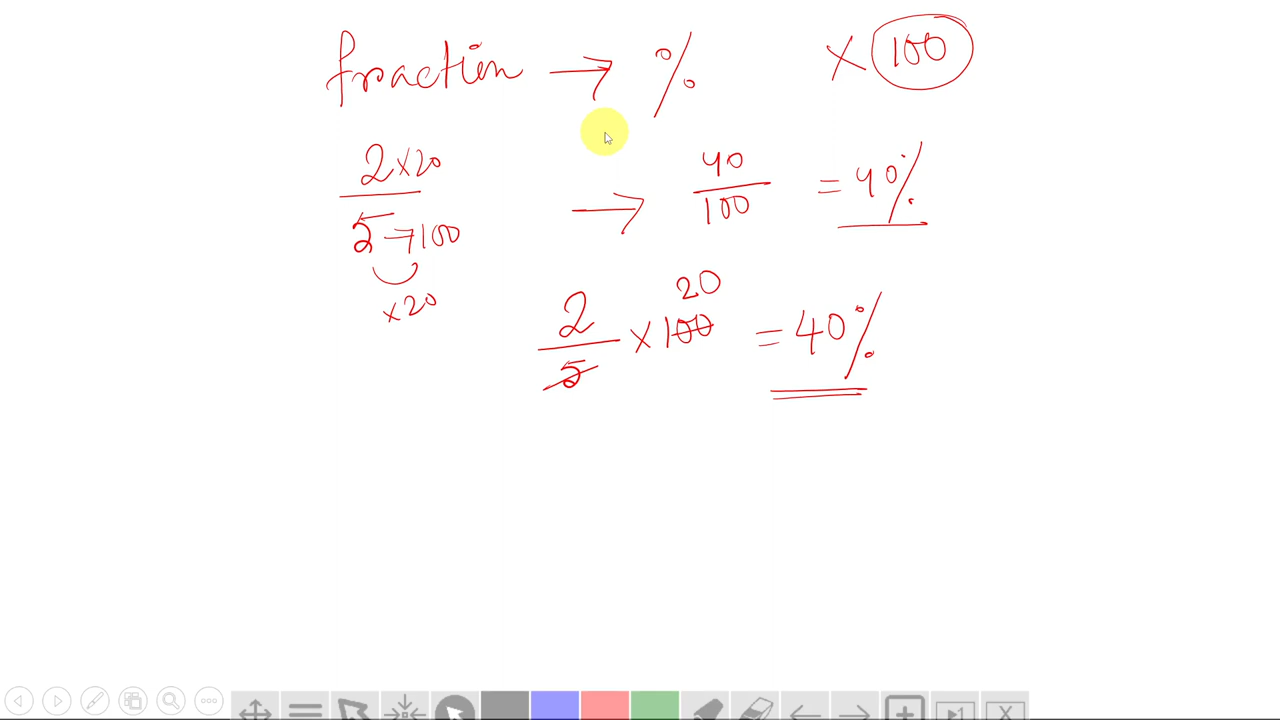 fraction → % × 100
2×20
5 → 100
×20
→ 40/100 = 40%
20
2/5 × 100 = 40%